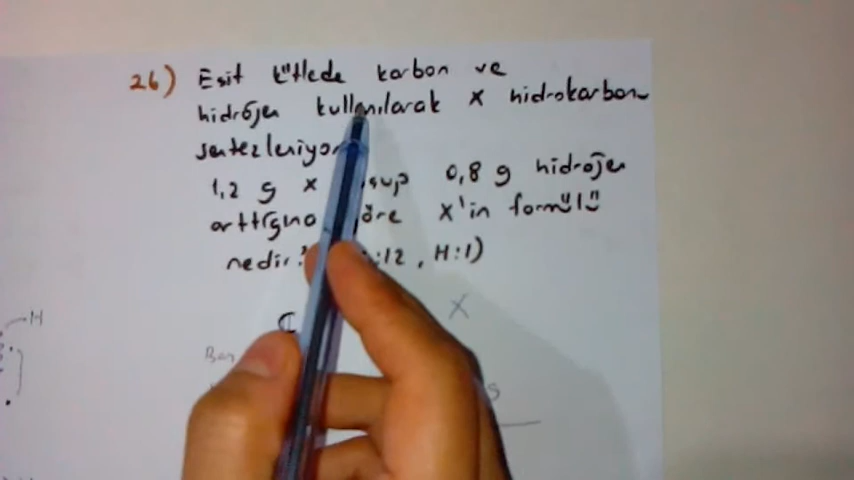 26) Eşit kütlede karbon ve
hidrojen kullanılarak X hidrokarbonu
sentezleniyor
1,2 g X 0,8 g hidrojen
arttığına göre X'in formülü
nedir? :12, H:1)
H
C X